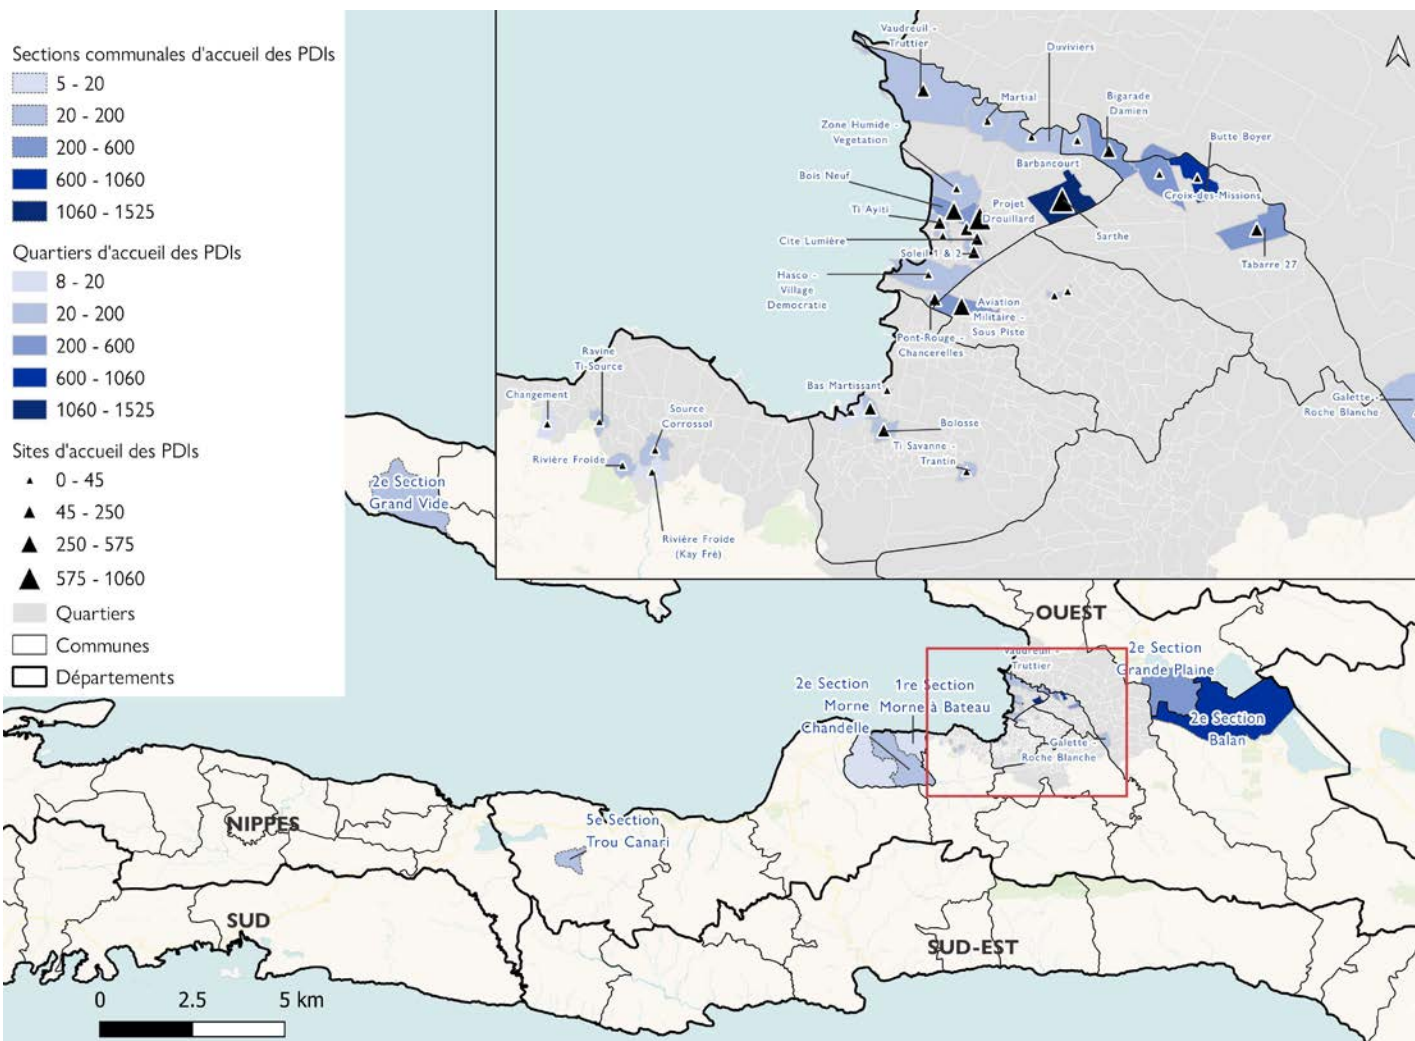 Sections communales d'accueil des PDIs
5 - 20
20 - 200
200 - 600
600 - 1060
1060 - 1525
Quartiers d'accueil des PDIs
8 - 20
20 - 200
200 - 600
600 - 1060
1060 - 1525
Sites d'accueil des PDIs
0 - 45
45 - 250
250 - 575
575 - 1060
Quartiers
Communes
Départements
Vaudreuil -
Truttier
Duviviers
Martial
Bigarade
Damien
Zone Humide -
Vegetation
Butte Boyer
Barbancourt
Bois Neuf
Croix-des-Missions
Ti Ayiti
Projet
Drouillard
Cite Lumière
Sarthe
Soleil 1 & 2
Tabarre 27
Hasco -
Village
Democratie
Aviation
Militaire -
Sous Piste
Pont-Rouge -
Chancerelles
Ravine
Ti-Source
Bas Martissant
Changement
Source
Corrossol
Galette -
Roche Blanche
Bolosse
Ti Savanne -
Trantin
Rivière Froide
Rivière Froide
(Kay Frè)
2e Section
Grand Vide
OUEST
Vaudreuil -
Truttier
2e Section
Grande Plaine
2e Section
Morne
Chandelle
1re Section
Morne à Bateau
2e Section
Balan
Galette -
Roche Blanche
NIPPES
5e Section
Trou Canari
SUD
SUD-EST
0 2.5 5 km